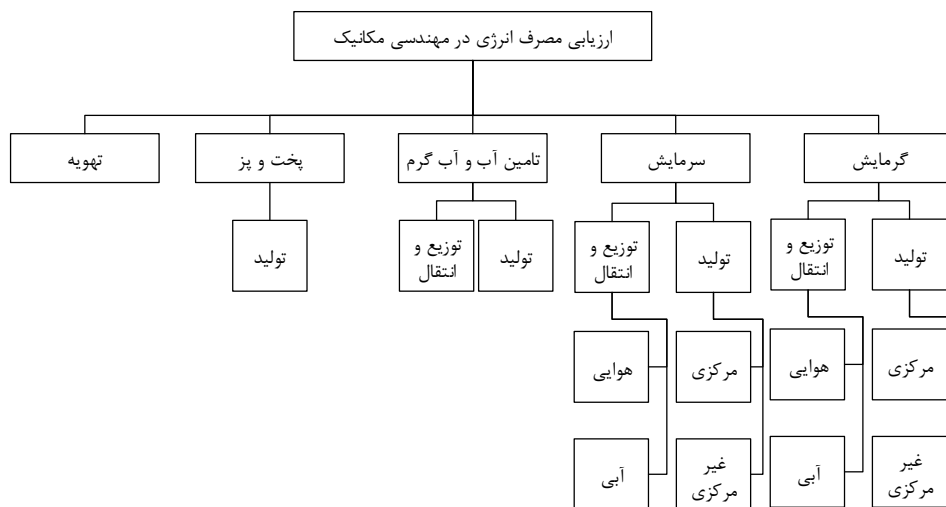 ارزیابی مصرف انرژی در مهندسی مکانیک
گرمایش
سرمایش
تامین آب و آب گرم
پخت و پز
تهویه
تولید
توزیع و
انتقال
تولید
توزیع و
انتقال
تولید
توزیع و
انتقال
تولید
مرکزی
هوایی
مرکزی
هوایی
غیر
مرکزی
آبی
غیر
مرکزی
آبی